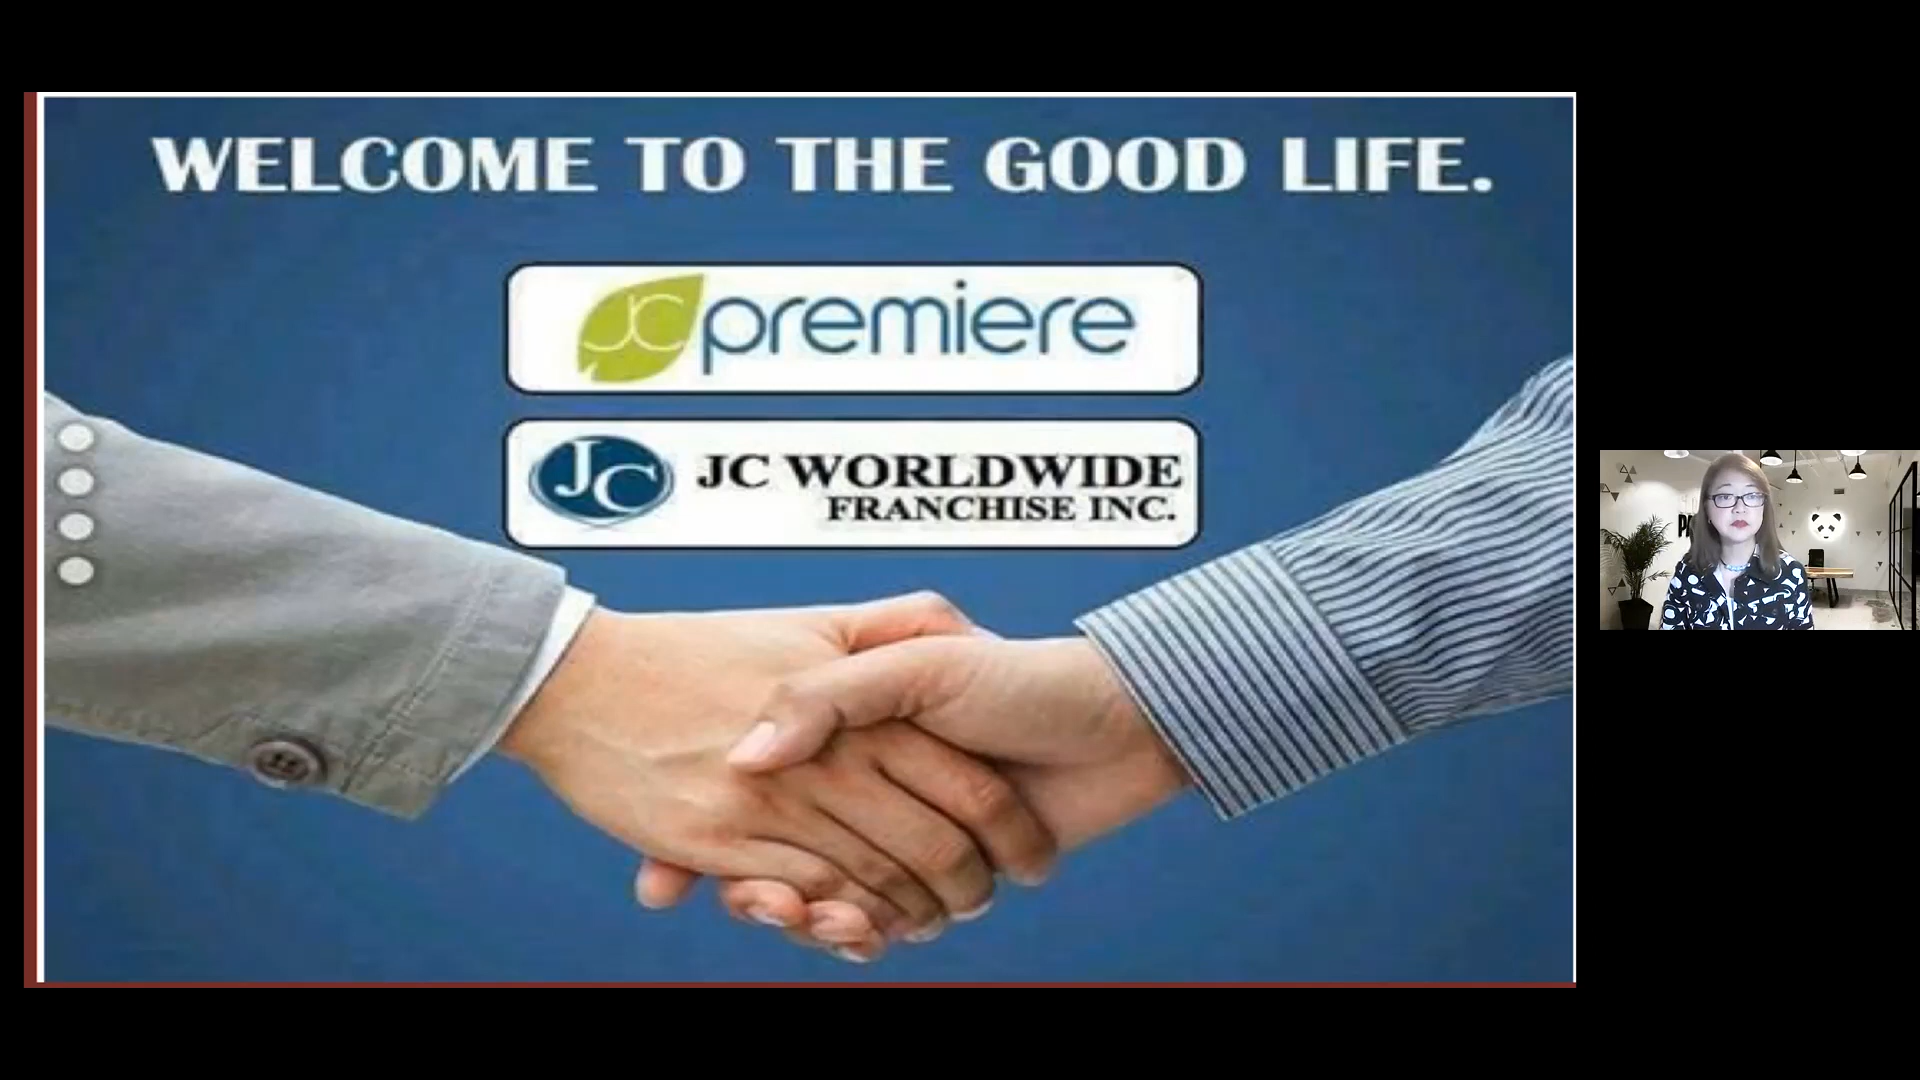 WELCOME TO THE GOOD LIFE.
JC premiere
JC JC WORLDWIDE
FRANCHISE INC.